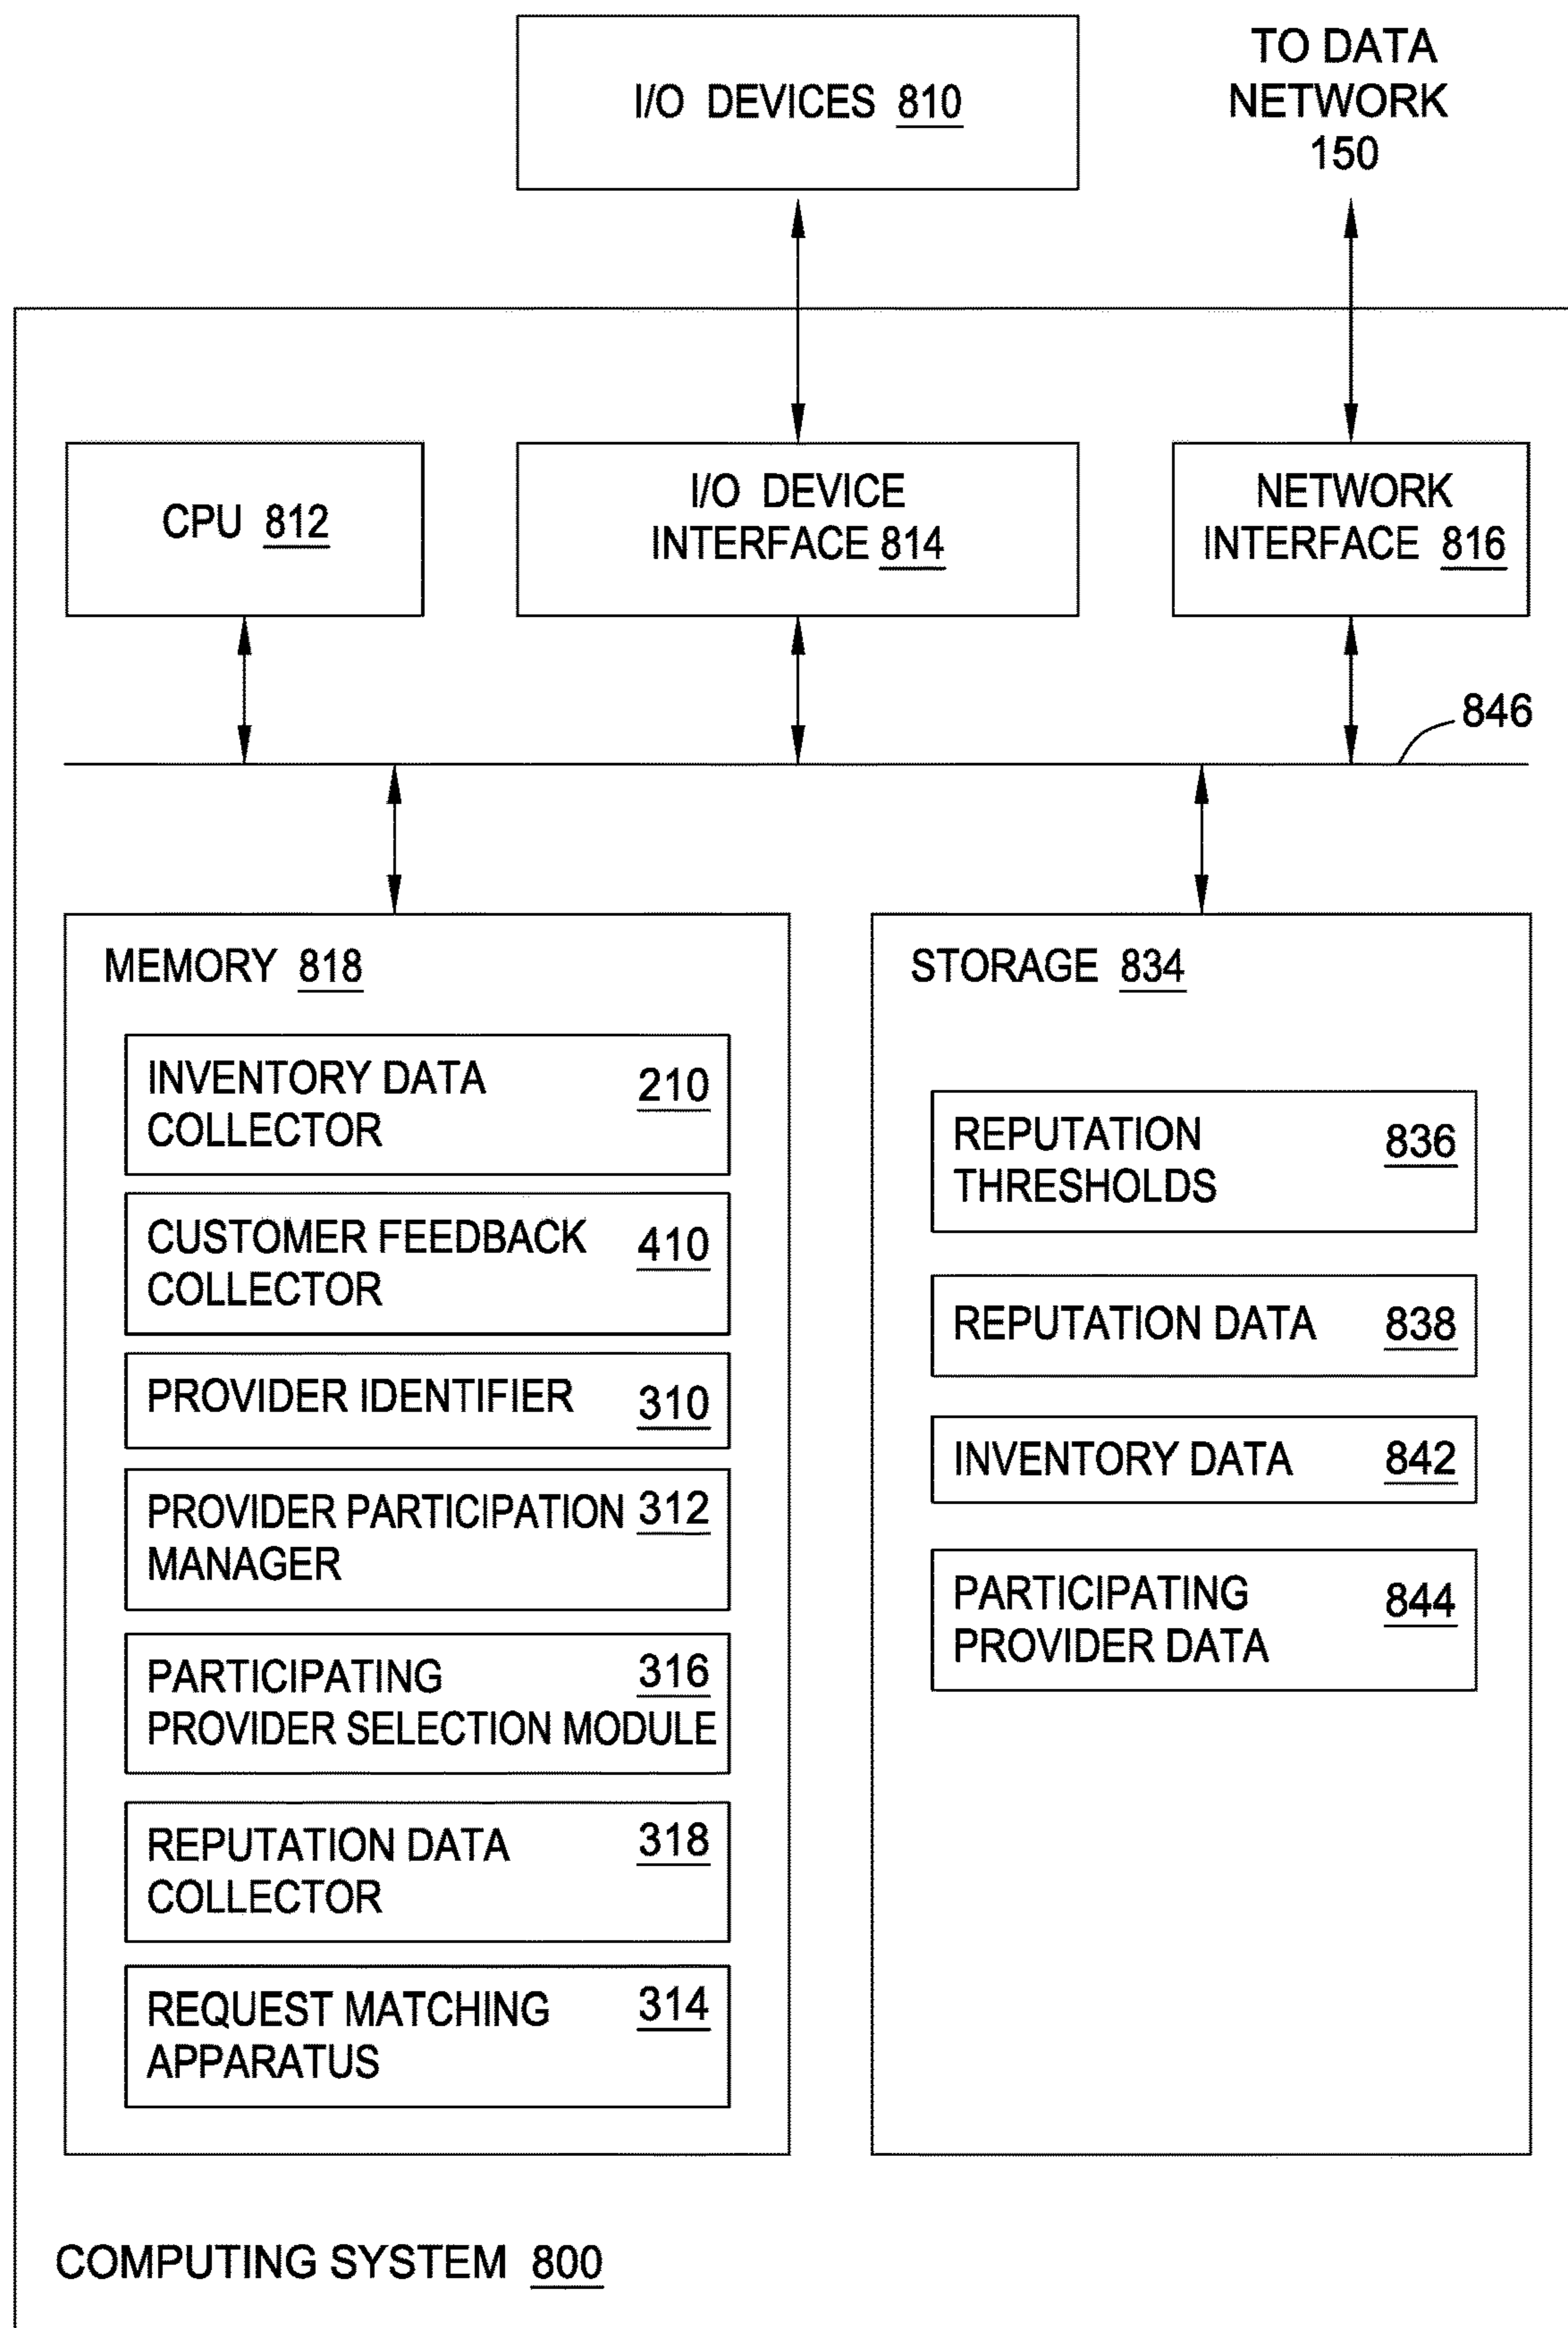 I/O DEVICES 810
TO DATA
NETWORK
150
CPU 812
I/O DEVICE
INTERFACE 814
NETWORK
INTERFACE 816
846
MEMORY 818
INVENTORY DATA 210
COLLECTOR
CUSTOMER FEEDBACK 410
COLLECTOR
PROVIDER IDENTIFIER 310
PROVIDER PARTICIPATION 312
MANAGER
PARTICIPATING 316
PROVIDER SELECTION MODULE
REPUTATION DATA 318
COLLECTOR
REQUEST MATCHING 314
APPARATUS
STORAGE 834
REPUTATION 836
THRESHOLDS
REPUTATION DATA 838
INVENTORY DATA 842
PARTICIPATING 844
PROVIDER DATA
COMPUTING SYSTEM 800